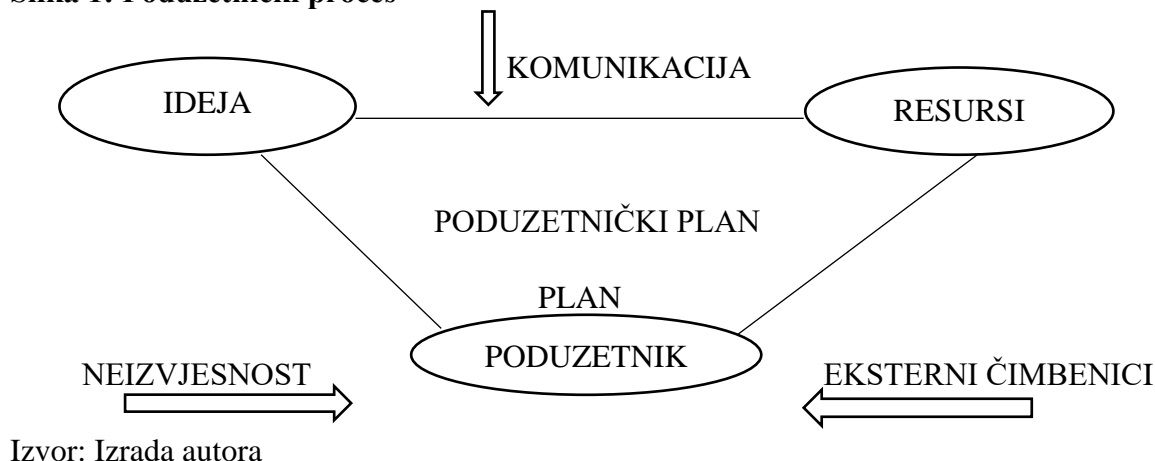 Slika 1: Poduzetnički proces
KOMUNIKACIJA
IDEJA
RESURSI
PODUZETNIČKI PLAN
PLAN
PODUZETNIK
NEIZVJESNOST
EKSTERNI ČIMBENICI
Izvor: Izrada autora